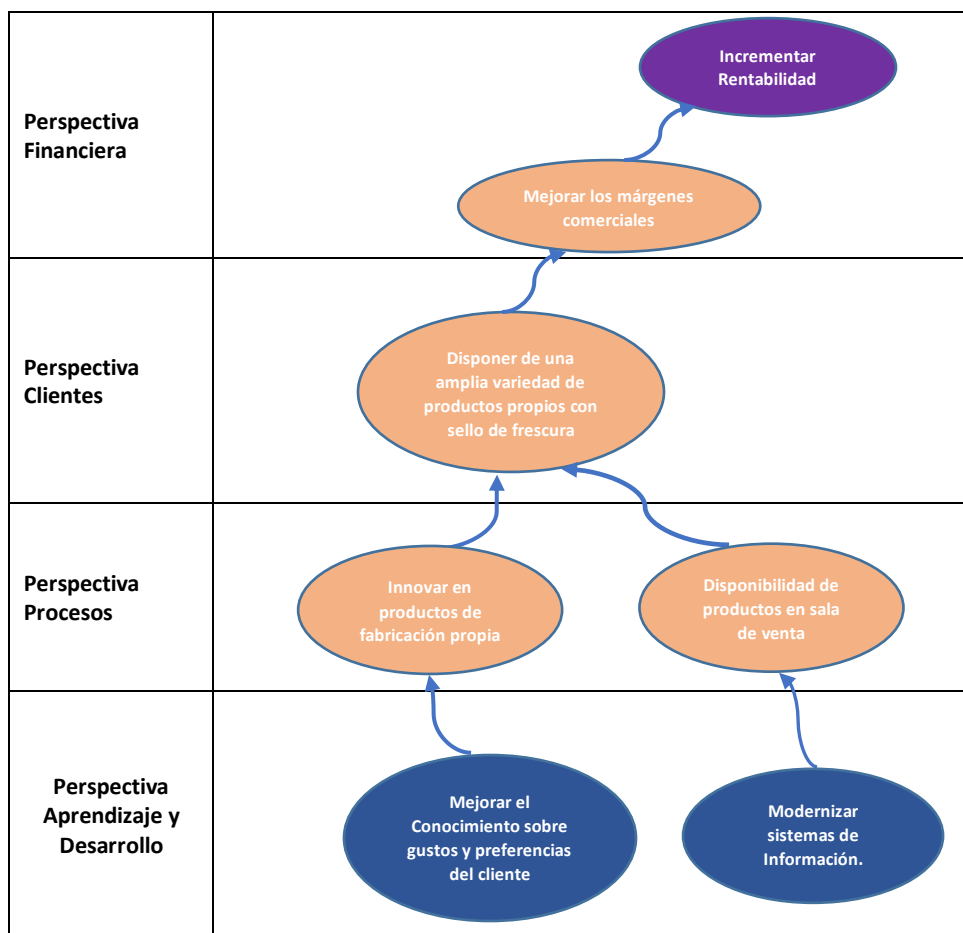 Incrementar
Rentabilidad
Perspectiva
Financiera
Mejorar los márgenes
comerciales
Perspectiva
Clientes
Disponer de una
amplia variedad de
productos propios con
sello de frescura
Perspectiva
Procesos
Innovar en
productos de
fabricación propia
Disponibilidad de
productos en sala
de venta
Perspectiva
Aprendizaje y
Desarrollo
Mejorar el
Conocimiento sobre
gustos y preferencias
del cliente
Modernizar
sistemas de
Información.